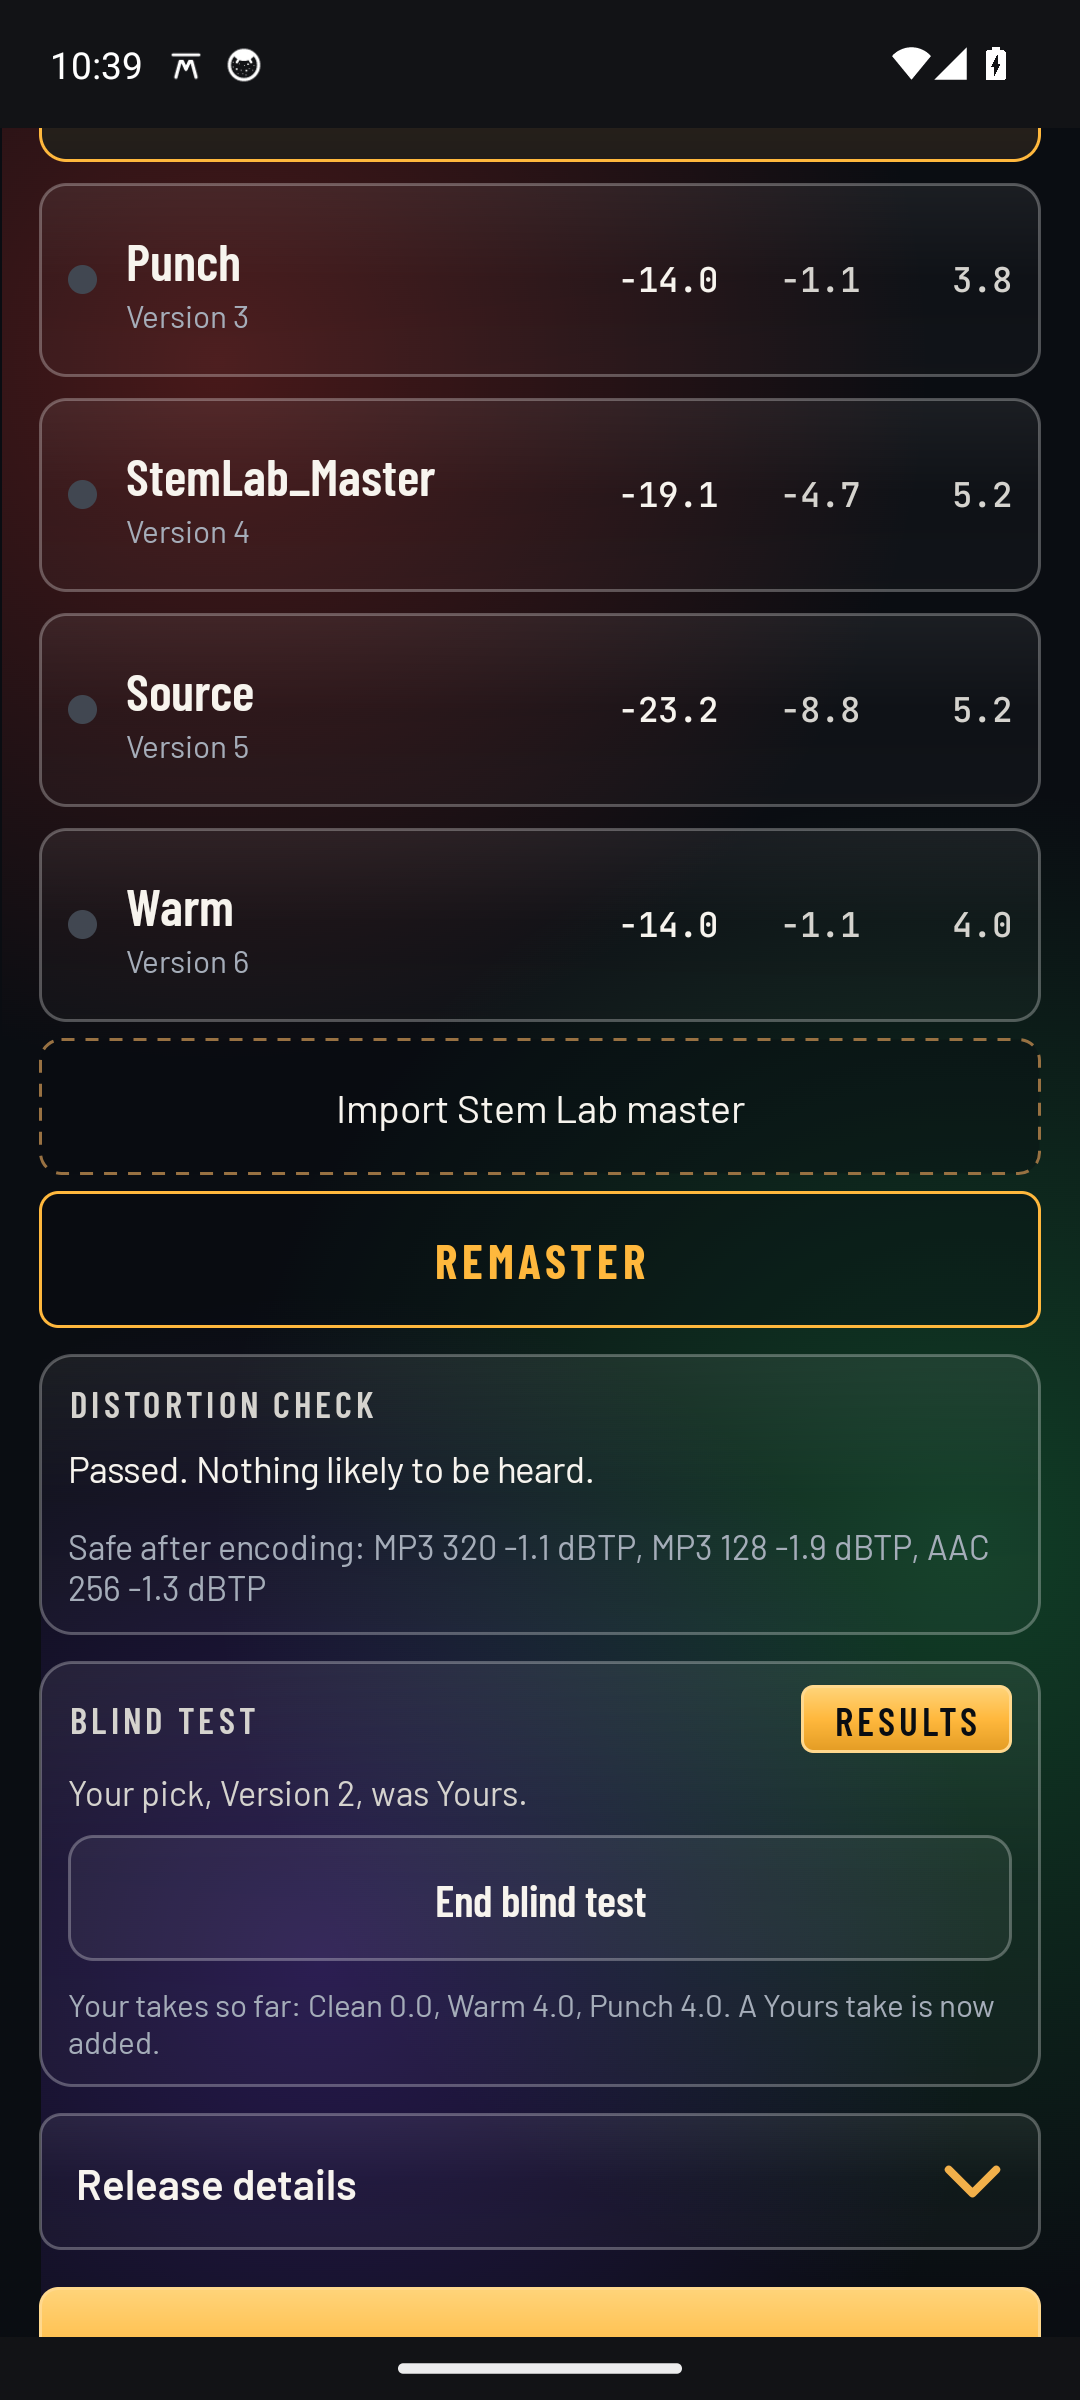 10:39
Punch
Version 3
-14.0 -1.1 3.8
StemLab_Master
Version 4
-19.1 -4.7 5.2
Source
Version 5
-23.2 -8.8 5.2
Warm
Version 6
-14.0 -1.1 4.0
Import Stem Lab master
REMASTER
DISTORTION CHECK
Passed. Nothing likely to be heard.
Safe after encoding: MP3 320 -1.1 dBTP, MP3 128 -1.9 dBTP, AAC
256 -1.3 dBTP
BLIND TEST
RESULTS
Your pick, Version 2, was Yours.
End blind test
Your takes so far: Clean 0.0, Warm 4.0, Punch 4.0. A Yours take is now
added.
Release details